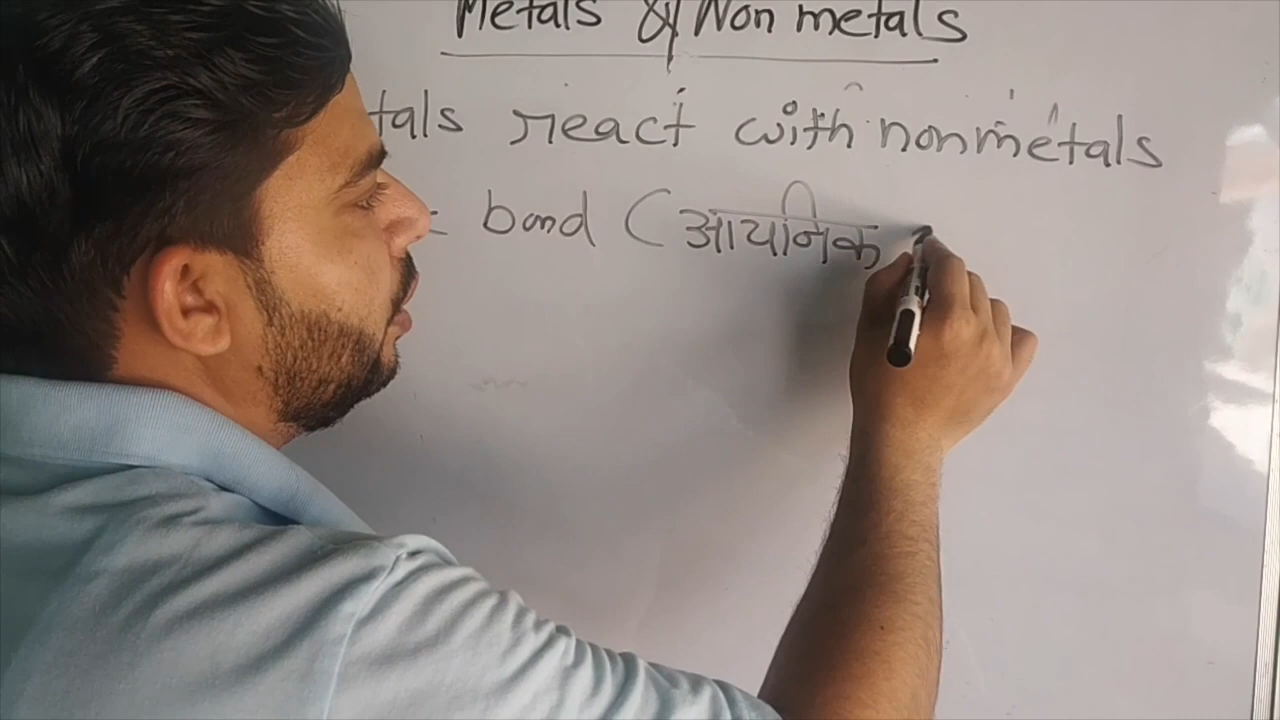 Metals & Non metals
tals react with nonmetals
bond (आयनिक